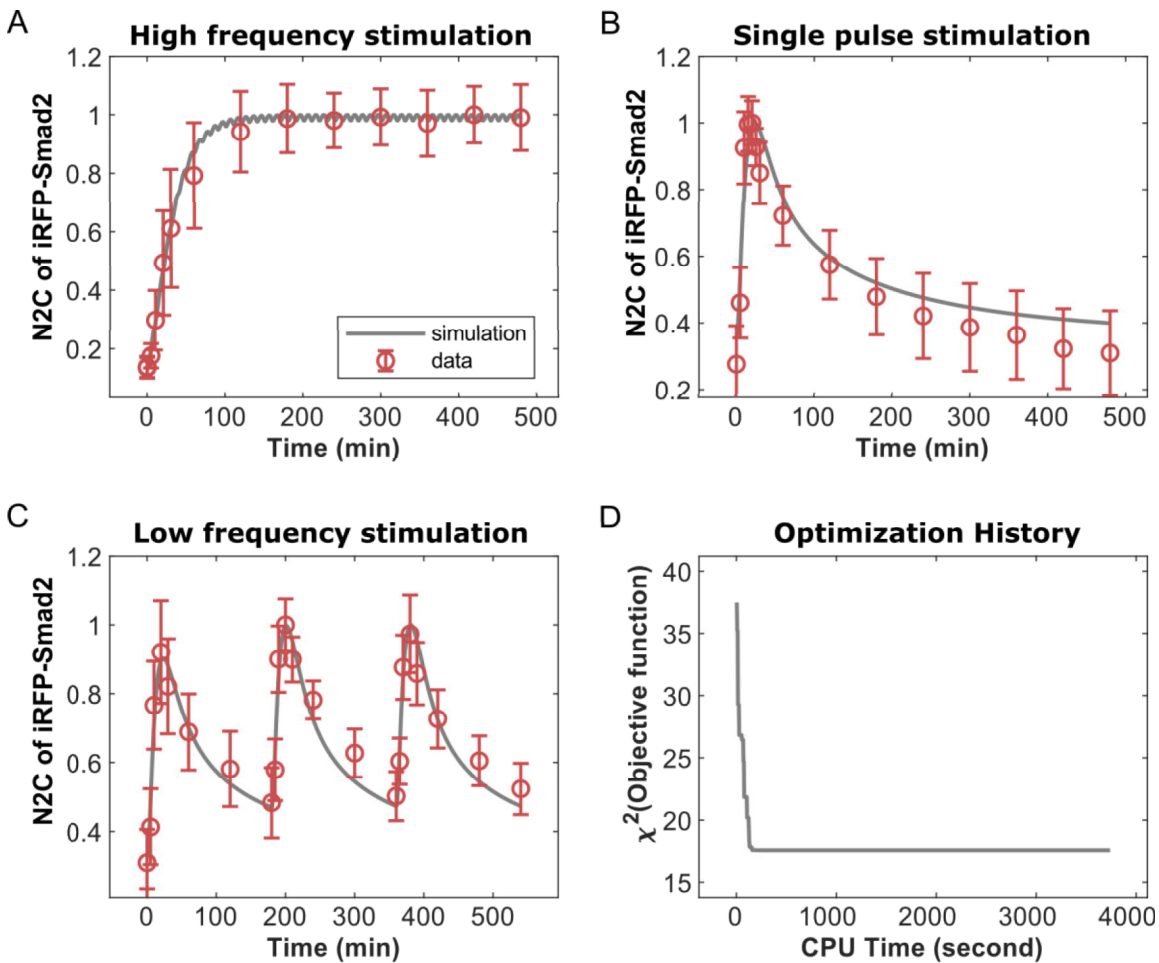 A
High frequency stimulation
N2C of iRFP-Smad2
1.2
1
0.8
0.6
0.4
0.2
simulation
data
0 100 200 300 400 500
Time (min)
B
Single pulse stimulation
N2C of iRFP-Smad2
1.2
1
0.8
0.6
0.4
0.2
0 100 200 300 400 500
Time (min)
C
Low frequency stimulation
N2C of iRFP-Smad2
1.2
1
0.8
0.6
0.4
0 100 200 300 400 500
Time (min)
D
Optimization History
χ²(Objective function)
40
35
30
25
20
15
0 1000 2000 3000 4000
CPU Time (second)